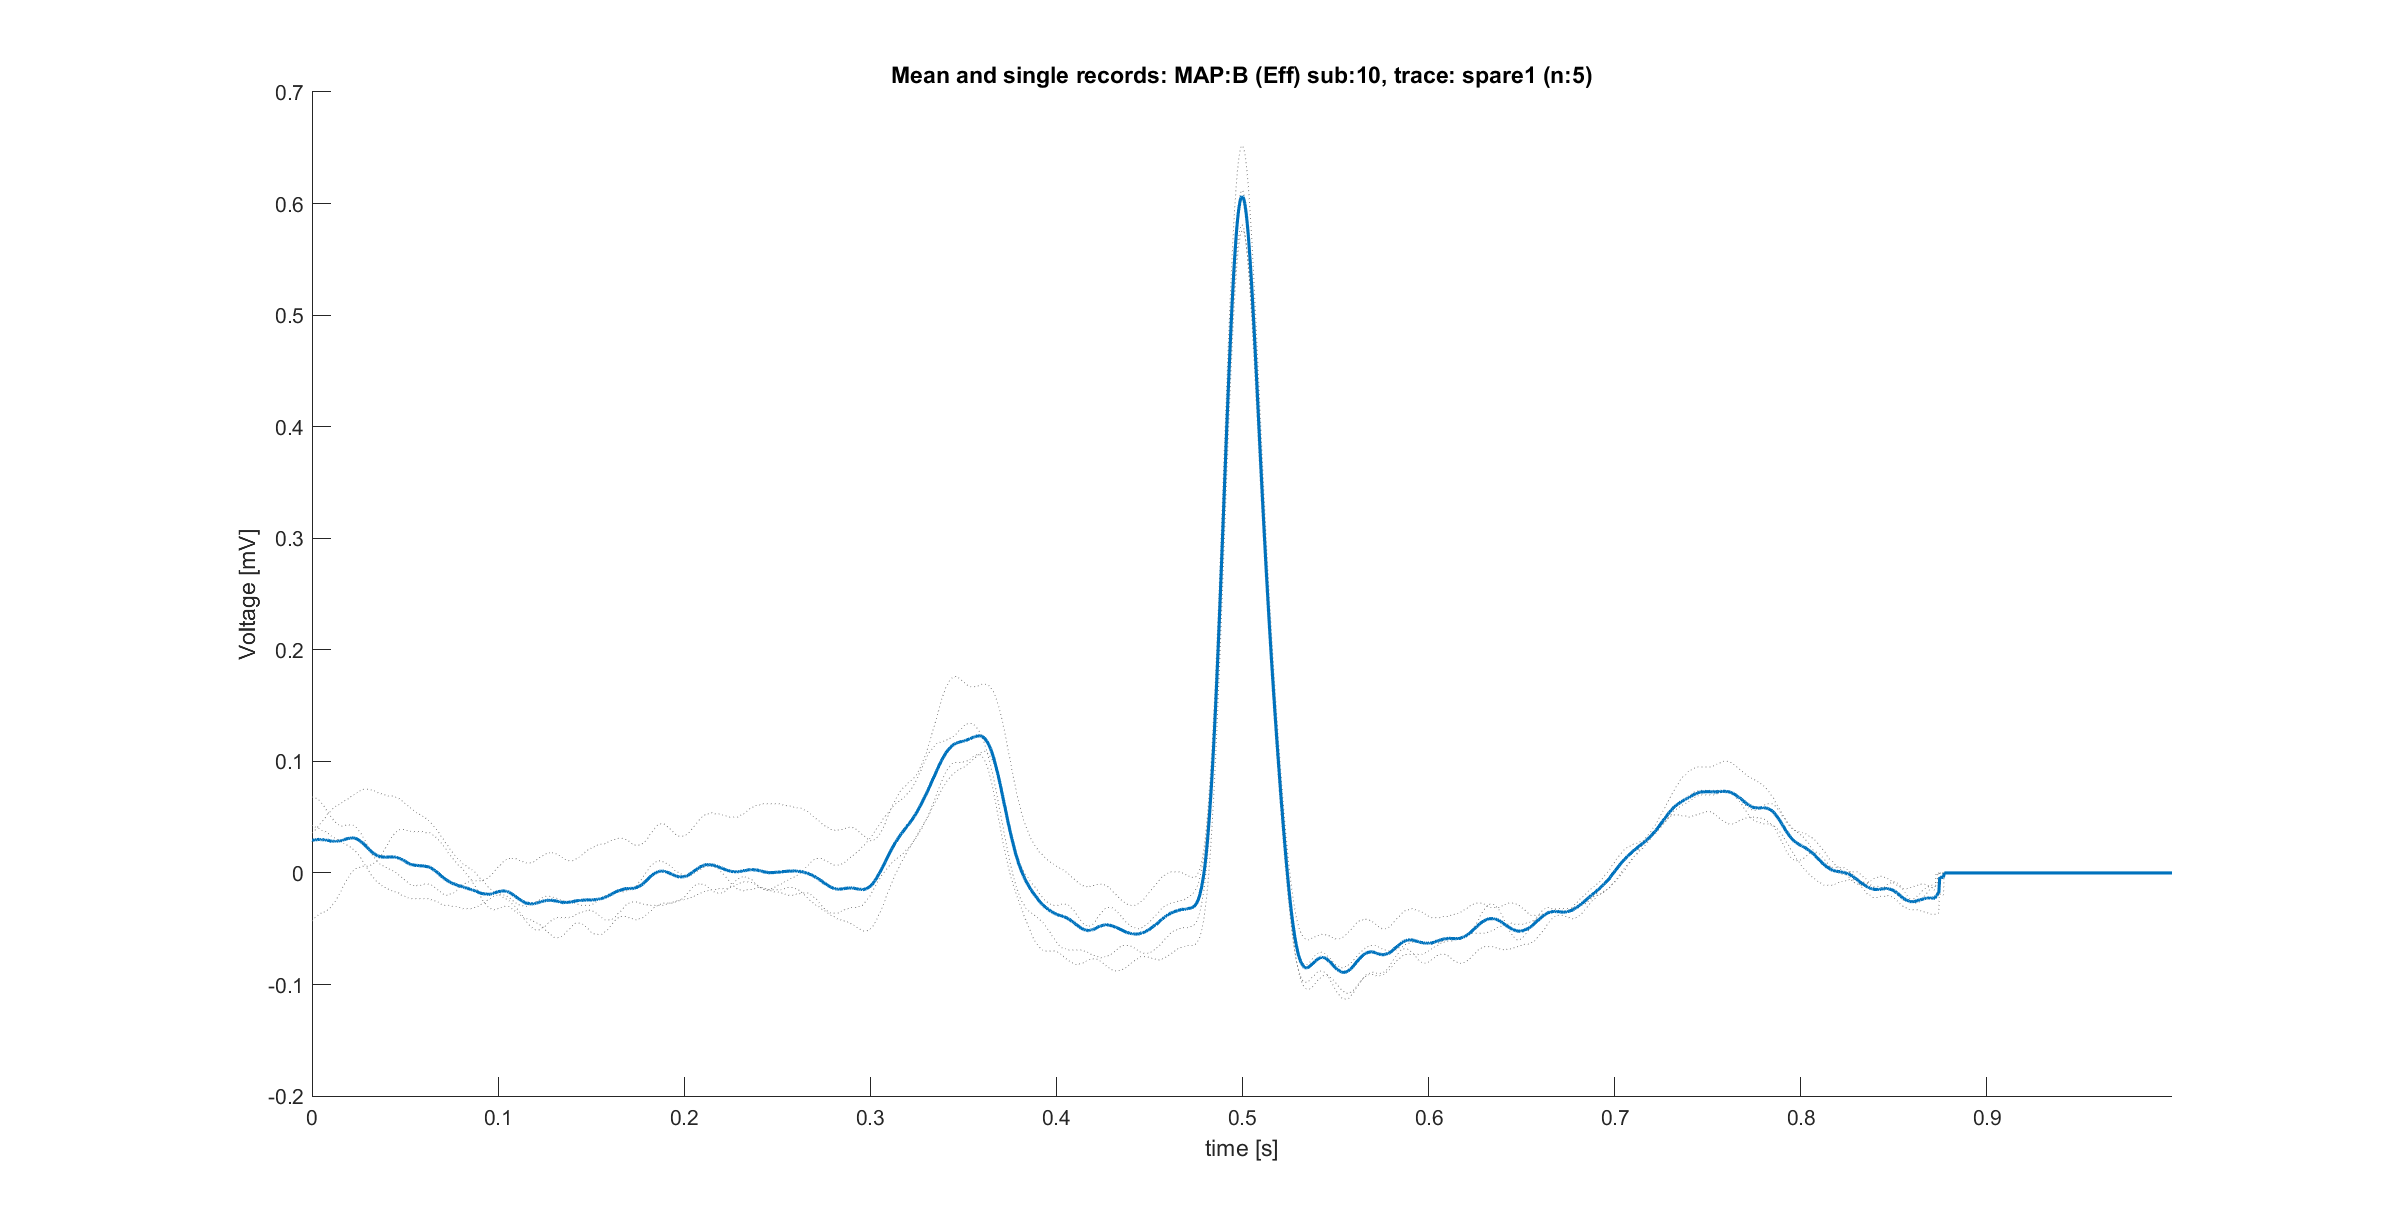 Mean and single records: MAP:B (Eff) sub:10, trace: spare1 (n:5)
0.7
0.6
0.5
0.4
0.3
0.2
0.1
0
-0.1
-0.2
Voltage [mV]
0 0.1 0.2 0.3 0.4 0.5 0.6 0.7 0.8 0.9
time [s]